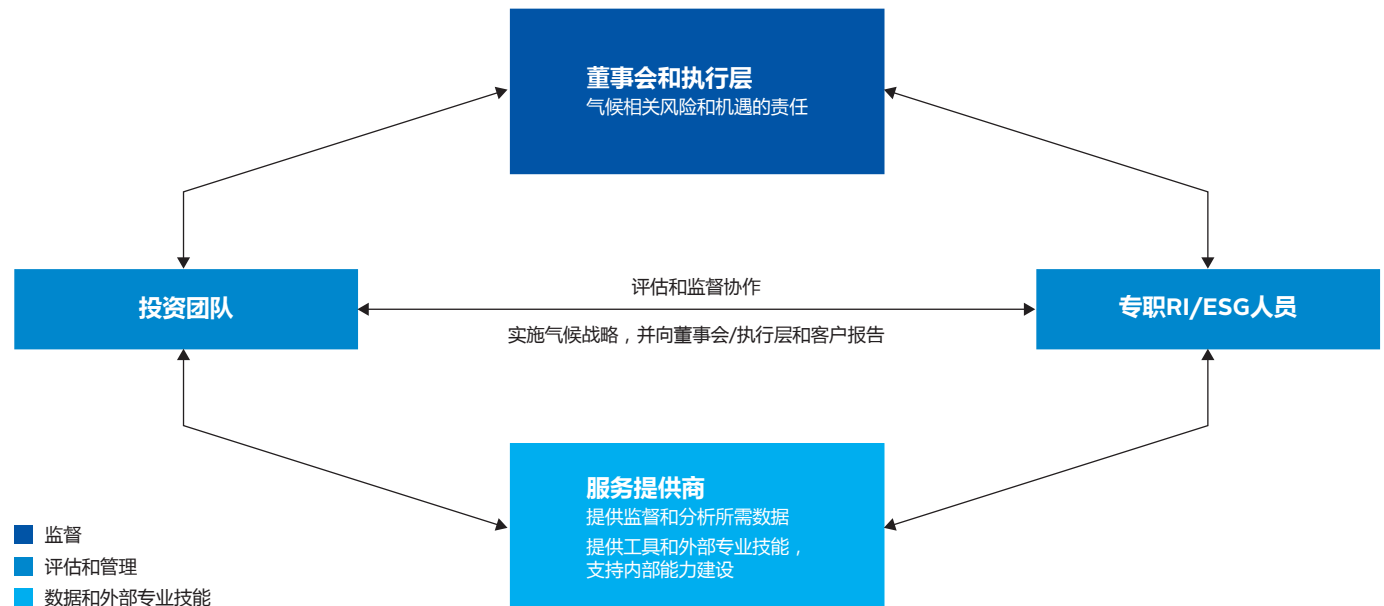 董事会和执行层
气候相关风险和机遇的责任
投资团队
评估和监督协作
实施气候战略，并向董事会/执行层和客户报告
专职RI/ESG人员
服务提供商
提供监督和分析所需数据
提供工具和外部专业技能，
支持内部能力建设
监督
评估和管理
数据和外部专业技能